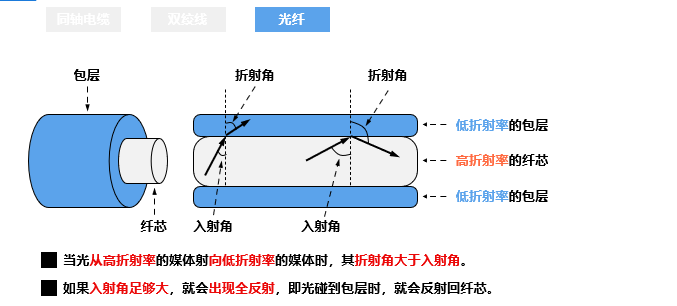 同轴电缆 双绞线 光纤
包层 折射角 折射角
低折射率的包层
高折射率的纤芯
低折射率的包层
纤芯 入射角 入射角
当光从高折射率的媒体射向低折射率的媒体时，其折射角大于入射角。
如果入射角足够大，就会出现全反射，即光碰到包层时，就会反射回纤芯。